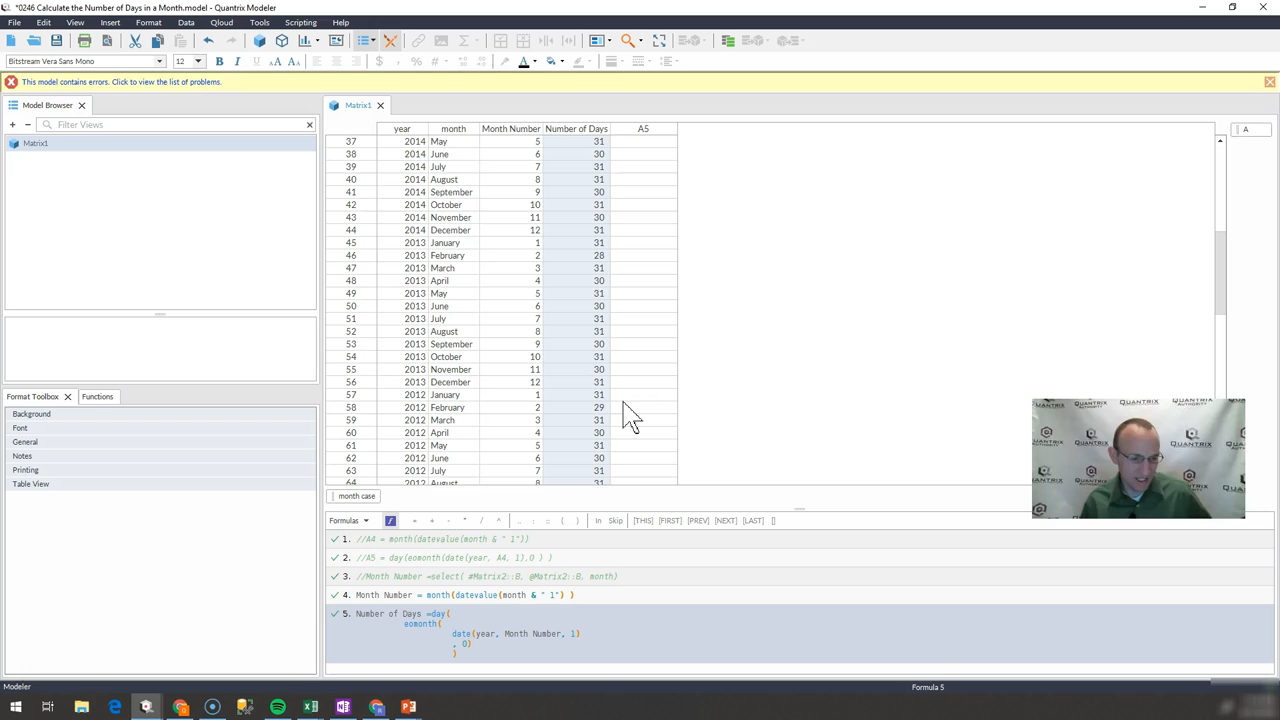 *0246 Calculate the Number of Days in a Month.model - Quantrix Modeler
File Edit View Insert Format Data Qloud Tools Scripting Help
Bitstream Vera Sans Mono 12
This model contains errors. Click to view the list of problems.
Model Browser
Matrix1
Filter Views
Matrix1
year month Month Number Number of Days A5
A
37 2014 May 5 31
38 2014 June 6 30
39 2014 July 7 31
40 2014 August 8 31
41 2014 September 9 30
42 2014 October 10 31
43 2014 November 11 30
44 2014 December 12 31
45 2013 January 1 31
46 2013 February 2 28
47 2013 March 3 31
48 2013 April 4 30
49 2013 May 5 31
50 2013 June 6 30
51 2013 July 7 31
52 2013 August 8 31
53 2013 September 9 30
54 2013 October 10 31
55 2013 November 11 30
56 2013 December 12 31
57 2012 January 1 31
58 2012 February 2 29
59 2012 March 3 31
60 2012 April 4 30
61 2012 May 5 31
62 2012 June 6 30
63 2012 July 7 31
64 2012 August 8 31
Format Toolbox Functions
Background
Font
General
Notes
Printing
Table View
month case
Formulas = + - * / ^ .. : :: ( ) In Skip [THIS] [FIRST] [PREV] [NEXT] [LAST] []
1. //A4 = month(datevalue(month & " 1"))
2. //A5 = day(eomonth(date(year, A4, 1),0 ) )
3. //Month Number =select( #Matrix2::B, @Matrix2::B, month)
4. Month Number = month(datevalue(month & " 1") )
5. Number of Days =day(
eomonth(
date(year, Month Number, 1)
, 0)
)
QUANTRIX AUTHORITY
Modeler
Formula 5